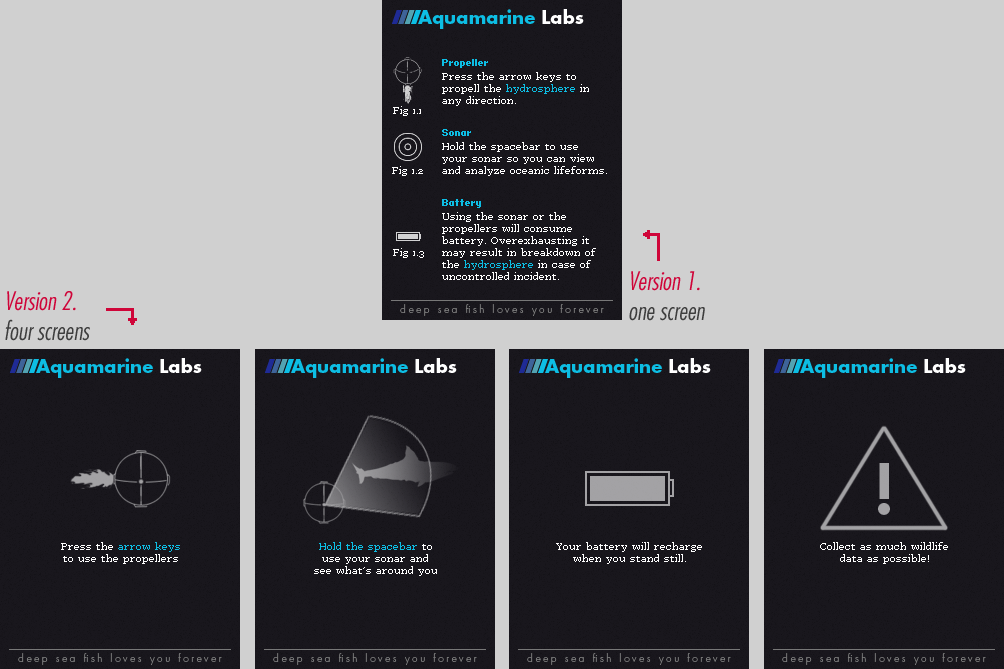 Aquamarine Labs
Propeller
Press the arrow keys to
propell the hydrosphere in
any direction.
Fig 1.1
Sonar
Hold the spacebar to use
your sonar so you can view
and analyze oceanic lifeforms.
Fig 1.2
Battery
Using the sonar or the
propellers will consume
battery. Overexhausting it
may result in breakdown of
the hydrosphere in case of
uncontrolled incident.
Fig 1.3
deep sea fish loves you forever
Version 1.
one screen
Version 2.
four screens
Aquamarine Labs
Press the arrow keys
to use the propellers
deep sea fish loves you forever
Aquamarine Labs
Hold the spacebar to
use your sonar and
see what's around you
deep sea fish loves you forever
Aquamarine Labs
Your battery will recharge
when you stand still.
deep sea fish loves you forever
Aquamarine Labs
Collect as much wildlife
data as possible!
deep sea fish loves you forever